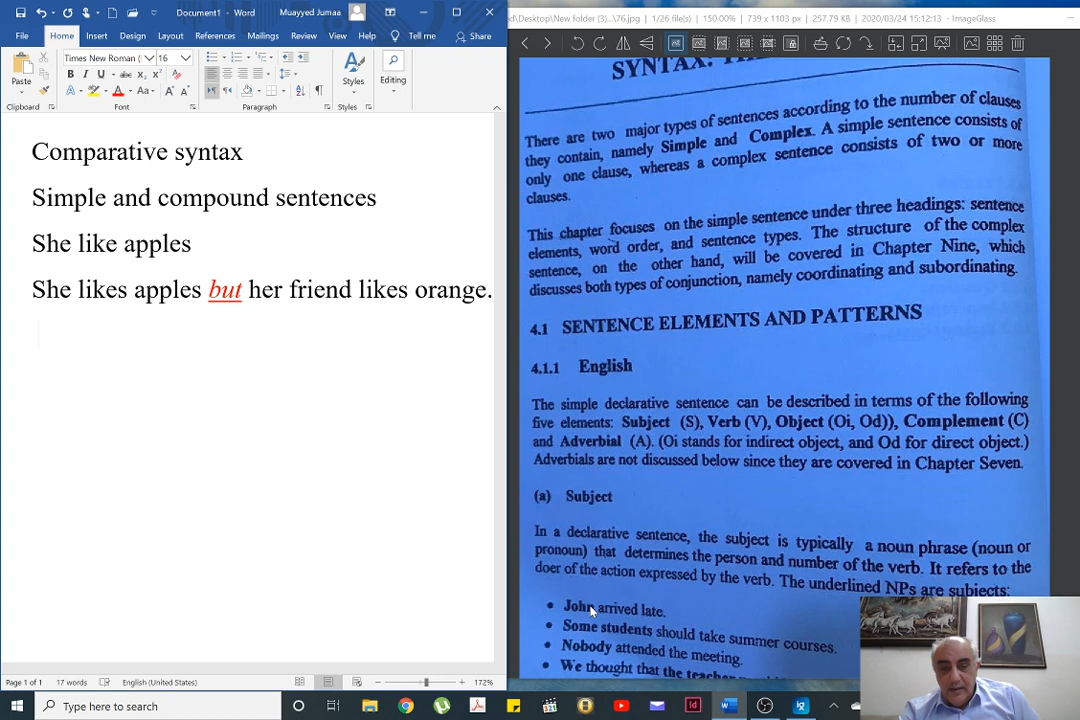 Document1 - Word
Muayyed Jumaa
File Home Insert Design Layout References Mailings Review View Help Tell me Share
Times New Roman ( 16
Paste
Styles
Editing
Clipboard Font Paragraph Styles
Comparative syntax
Simple and compound sentences
She like apples
She likes apples but her friend likes orange.
Page 1 of 1 17 words English (United States) 172%
Type here to search
d\Desktop\New folder (3)...\76.jpg | 1/26 file(s) | 150.00% | 739 x 1103 px | 257.79 KB | 2020/03/24 15:12:13 - ImageGlass
SYNTAX:
There are two major types of sentences according to the number of clauses
they contain, namely Simple and Complex. A simple sentence consists of
only one clause, whereas a complex sentence consists of two or more
clauses.
This chapter focuses on the simple sentence under three headings: sentence
elements, word order, and sentence types. The structure of the complex
sentence, on the other hand, will be covered in Chapter Nine, which
discusses both types of conjunction, namely coordinating and subordinating.
4.1 SENTENCE ELEMENTS AND PATTERNS
4.1.1 English
The simple declarative sentence can be described in terms of the following
five elements: Subject (S), Verb (V), Object (Oi, Od)), Complement (C)
and Adverbial (A). (Oi stands for indirect object, and Od for direct object.)
Adverbials are not discussed below since they are covered in Chapter Seven.
(a) Subject
In a declarative sentence, the subject is typically a noun phrase (noun or
pronoun) that determines the person and number of the verb. It refers to the
doer of the action expressed by the verb. The underlined NPs are subjects:
• John arrived late.
• Some students should take summer courses.
• Nobody attended the meeting.
• We thought that the teacher